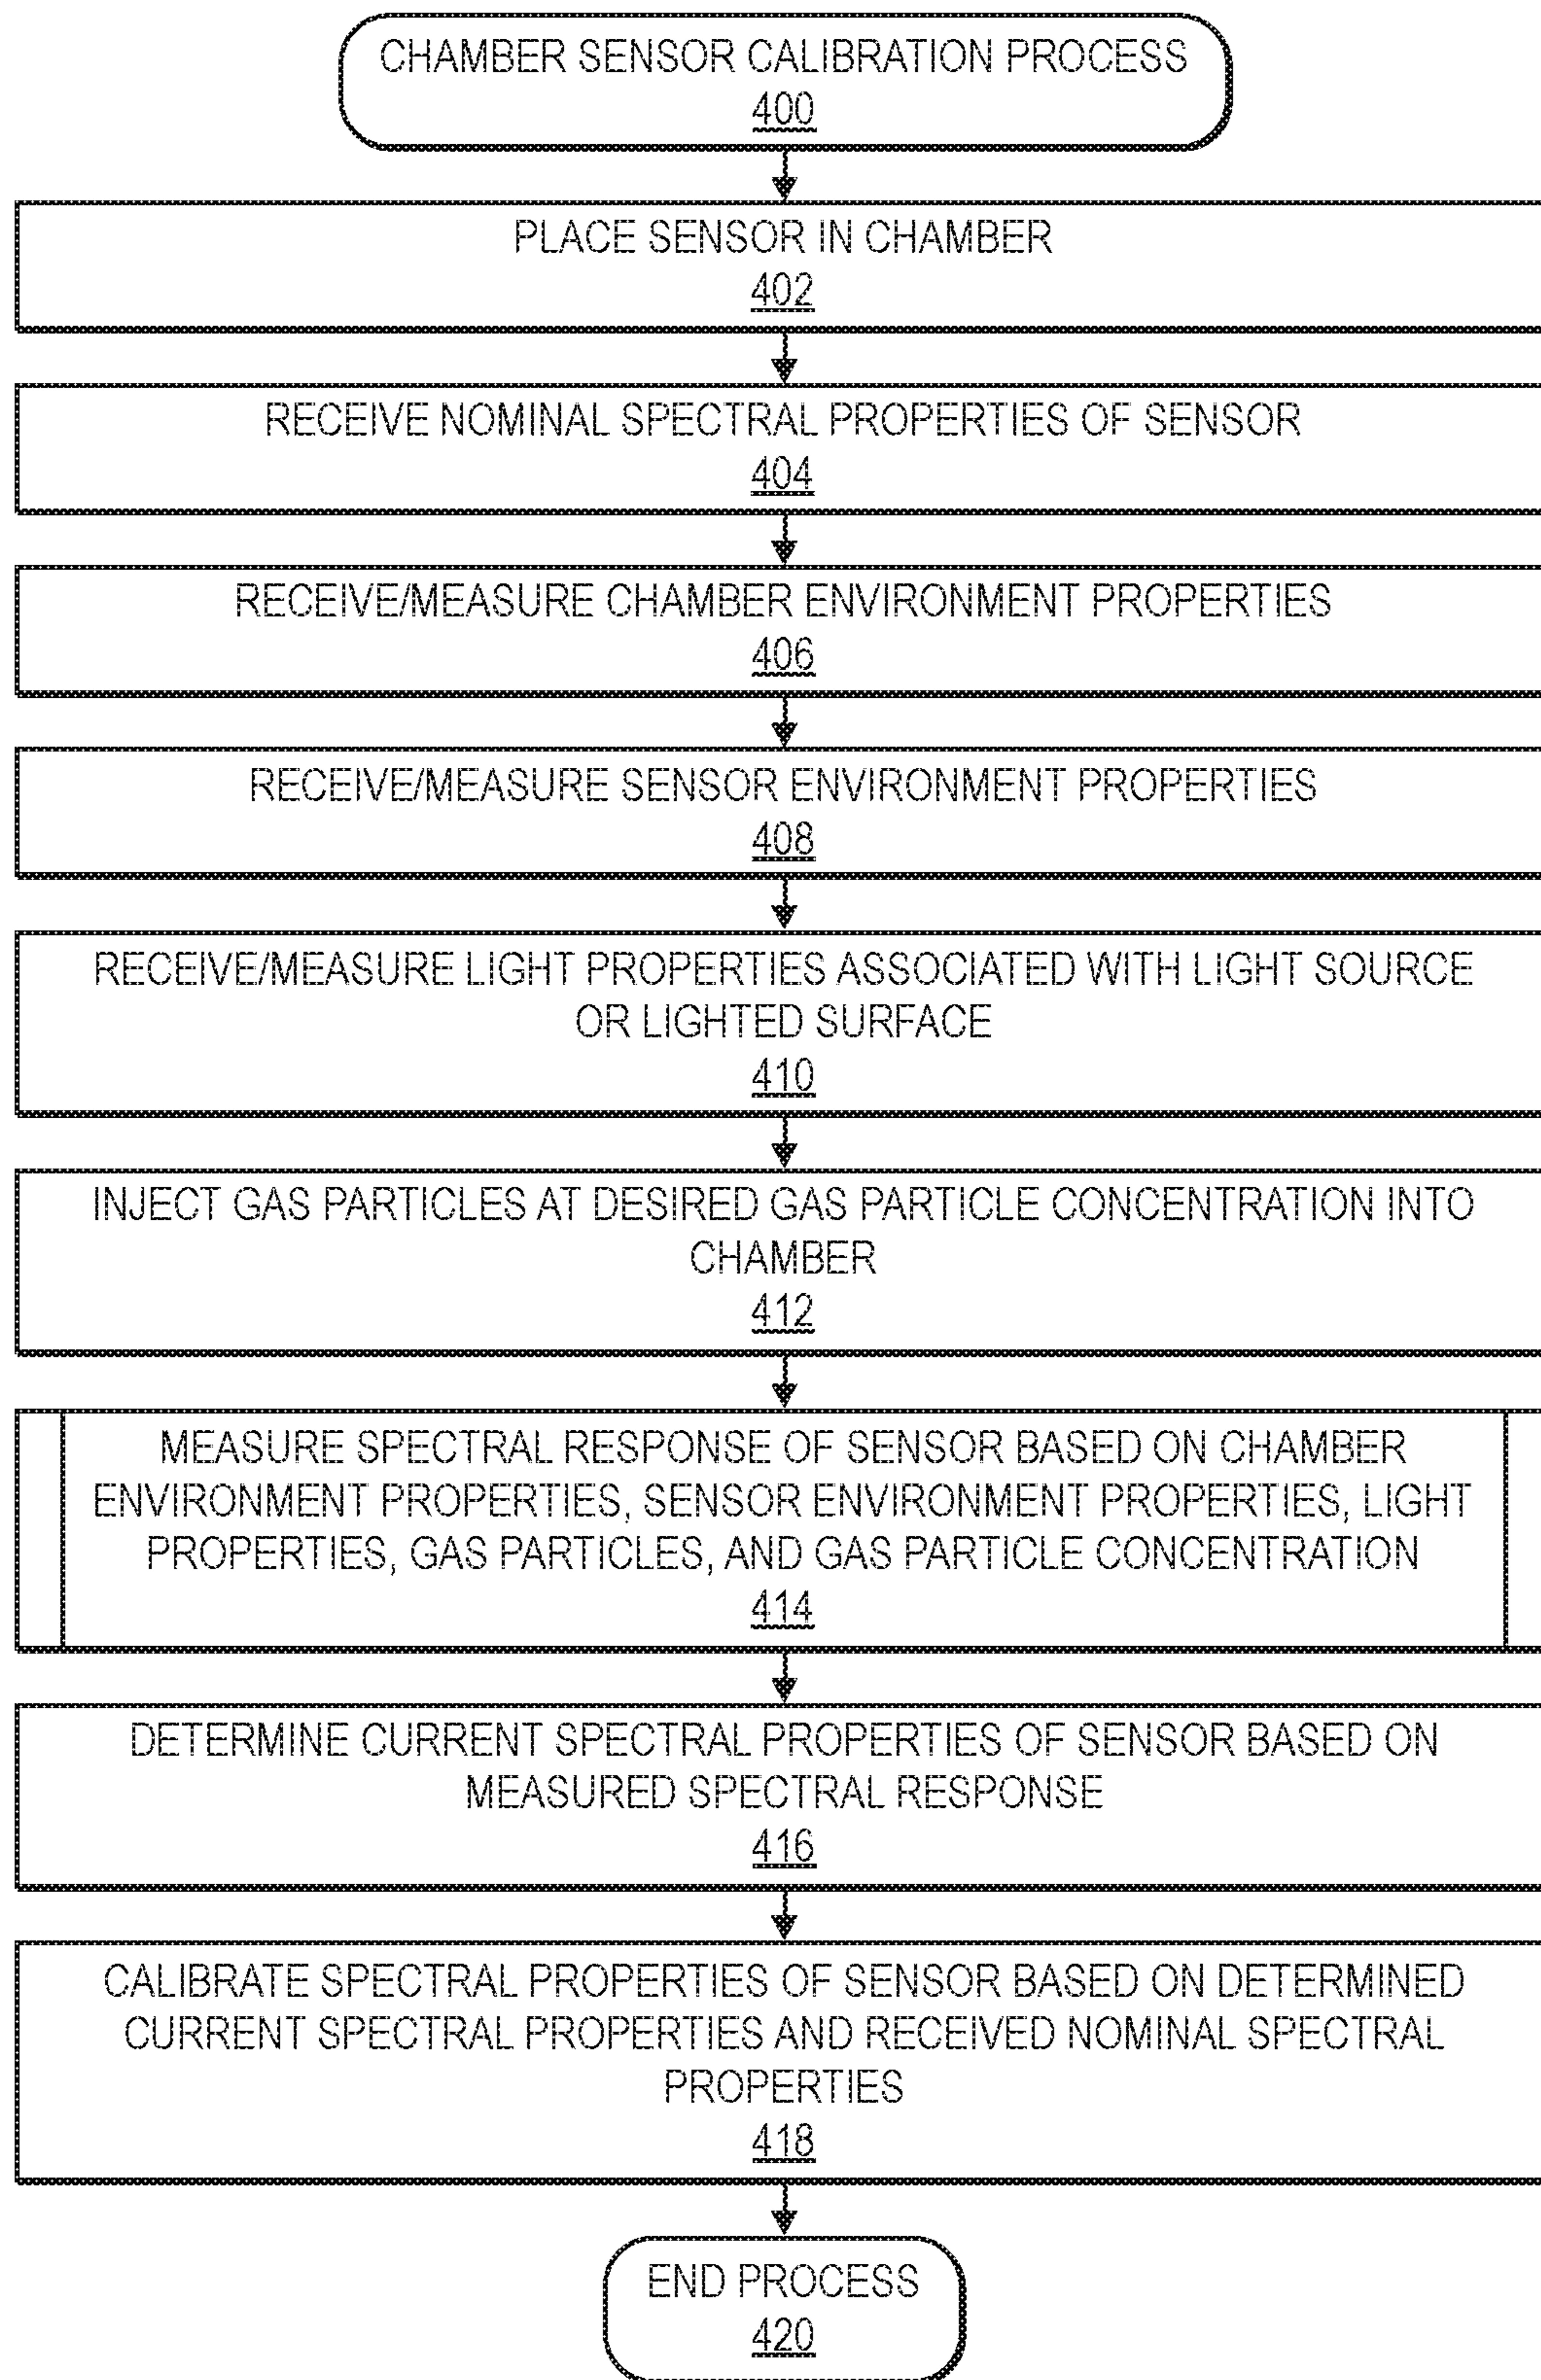 CHAMBER SENSOR CALIBRATION PROCESS
400
PLACE SENSOR IN CHAMBER
402
RECEIVE NOMINAL SPECTRAL PROPERTIES OF SENSOR
404
RECEIVE/MEASURE CHAMBER ENVIRONMENT PROPERTIES
406
RECEIVE/MEASURE SENSOR ENVIRONMENT PROPERTIES
408
RECEIVE/MEASURE LIGHT PROPERTIES ASSOCIATED WITH LIGHT SOURCE
OR LIGHTED SURFACE
410
INJECT GAS PARTICLES AT DESIRED GAS PARTICLE CONCENTRATION INTO
CHAMBER
412
MEASURE SPECTRAL RESPONSE OF SENSOR BASED ON CHAMBER
ENVIRONMENT PROPERTIES, SENSOR ENVIRONMENT PROPERTIES, LIGHT
PROPERTIES, GAS PARTICLES, AND GAS PARTICLE CONCENTRATION
414
DETERMINE CURRENT SPECTRAL PROPERTIES OF SENSOR BASED ON
MEASURED SPECTRAL RESPONSE
416
CALIBRATE SPECTRAL PROPERTIES OF SENSOR BASED ON DETERMINED
CURRENT SPECTRAL PROPERTIES AND RECEIVED NOMINAL SPECTRAL
PROPERTIES
418
END PROCESS
420